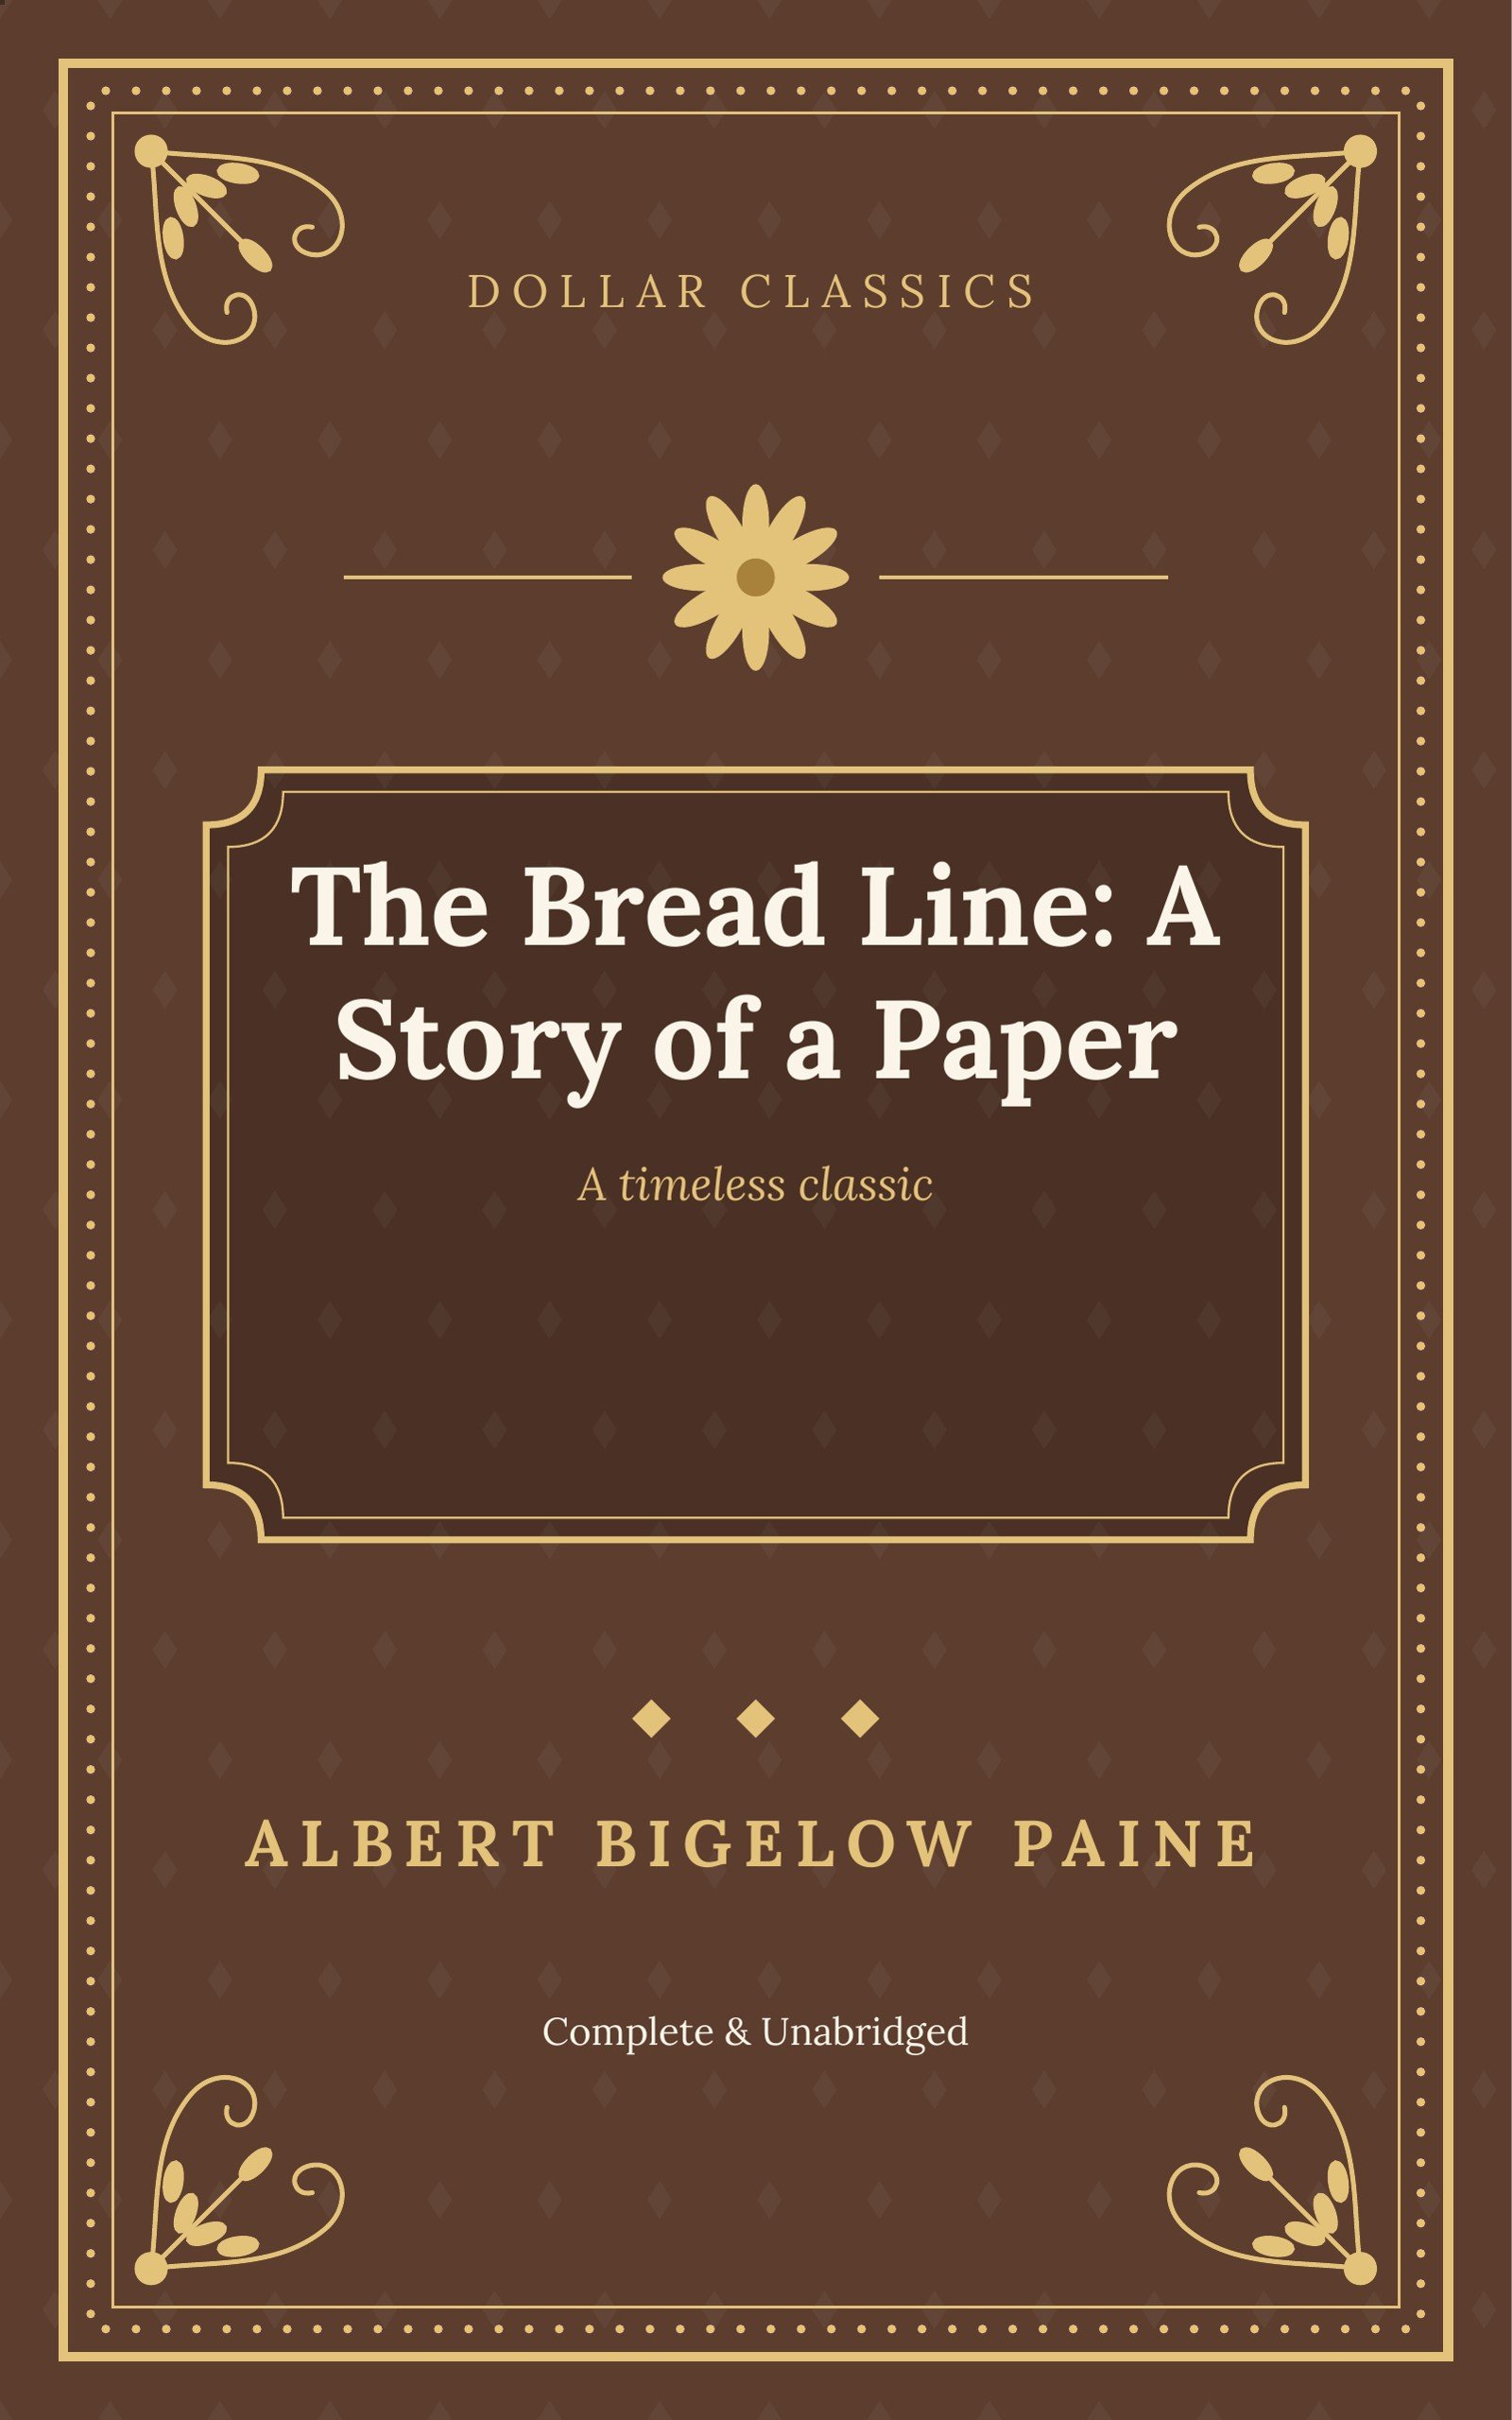 DOLLAR CLASSICS
The Bread Line: A
Story of a Paper
A timeless classic
ALBERT BIGELOW PAINE
Complete & Unabridged